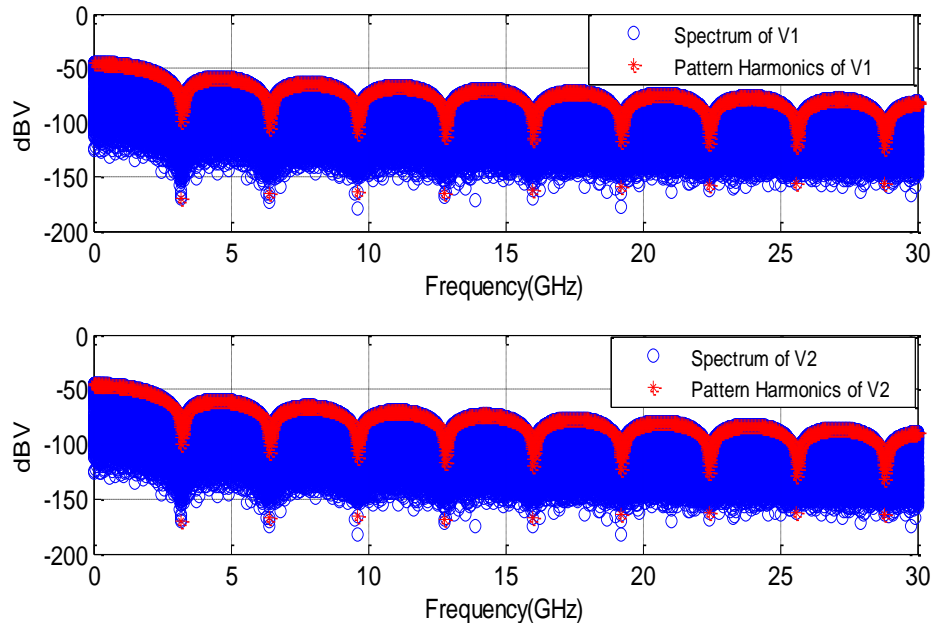 0
Spectrum of V1
Pattern Harmonics of V1
-50
-100
-150
-200
dBV
0 5 10 15 20 25 30
Frequency(GHz)
0
Spectrum of V2
Pattern Harmonics of V2
-50
-100
-150
-200
dBV
0 5 10 15 20 25 30
Frequency(GHz)